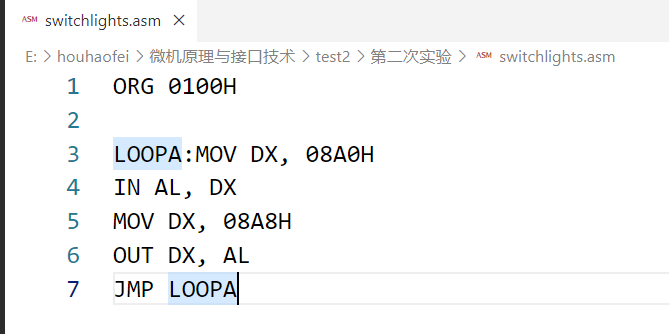 ASM switchlights.asm ×
E: > houhaofei > 微机原理与接口技术 > test2 > 第二次实验 > ASM switchlights.asm
1 ORG 0100H
2
3 LOOPA:MOV DX, 08A0H
4 IN AL, DX
5 MOV DX, 08A8H
6 OUT DX, AL
7 JMP LOOPA